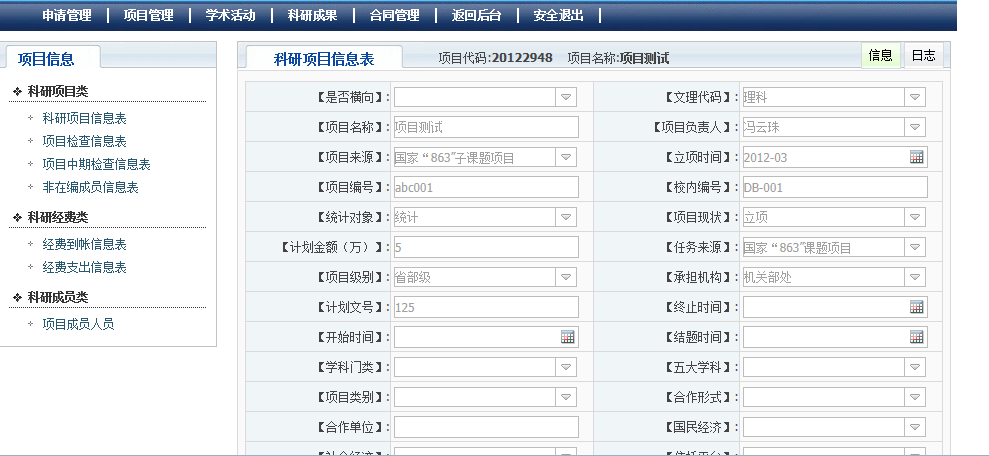 申请管理 项目管理 学术活动 科研成果 合同管理 返回后台 安全退出
项目信息
科研项目类
科研项目信息表
项目检查信息表
项目中期检查信息表
非在编成员信息表
科研经费类
经费到帐信息表
经费支出信息表
科研成员类
项目成员人员
科研项目信息表 项目代码:20122948 项目名称:项目测试 信息 日志
【是否横向】: 【文理代码】: 理科
【项目名称】: 项目测试 【项目负责人】: 冯云珠
【项目来源】: 国家“863”子课题项目 【立项时间】: 2012-03
【项目编号】: abc001 【校内编号】: DB-001
【统计对象】: 统计 【项目现状】: 立项
【计划金额（万）】: 5 【任务来源】: 国家“863”课题项目
【项目级别】: 省部级 【承担机构】: 机关部处
【计划文号】: 125 【终止时间】:
【开始时间】: 【结题时间】:
【学科门类】: 【五大学科】:
【项目类别】: 【合作形式】:
【合作单位】: 【国民经济】: